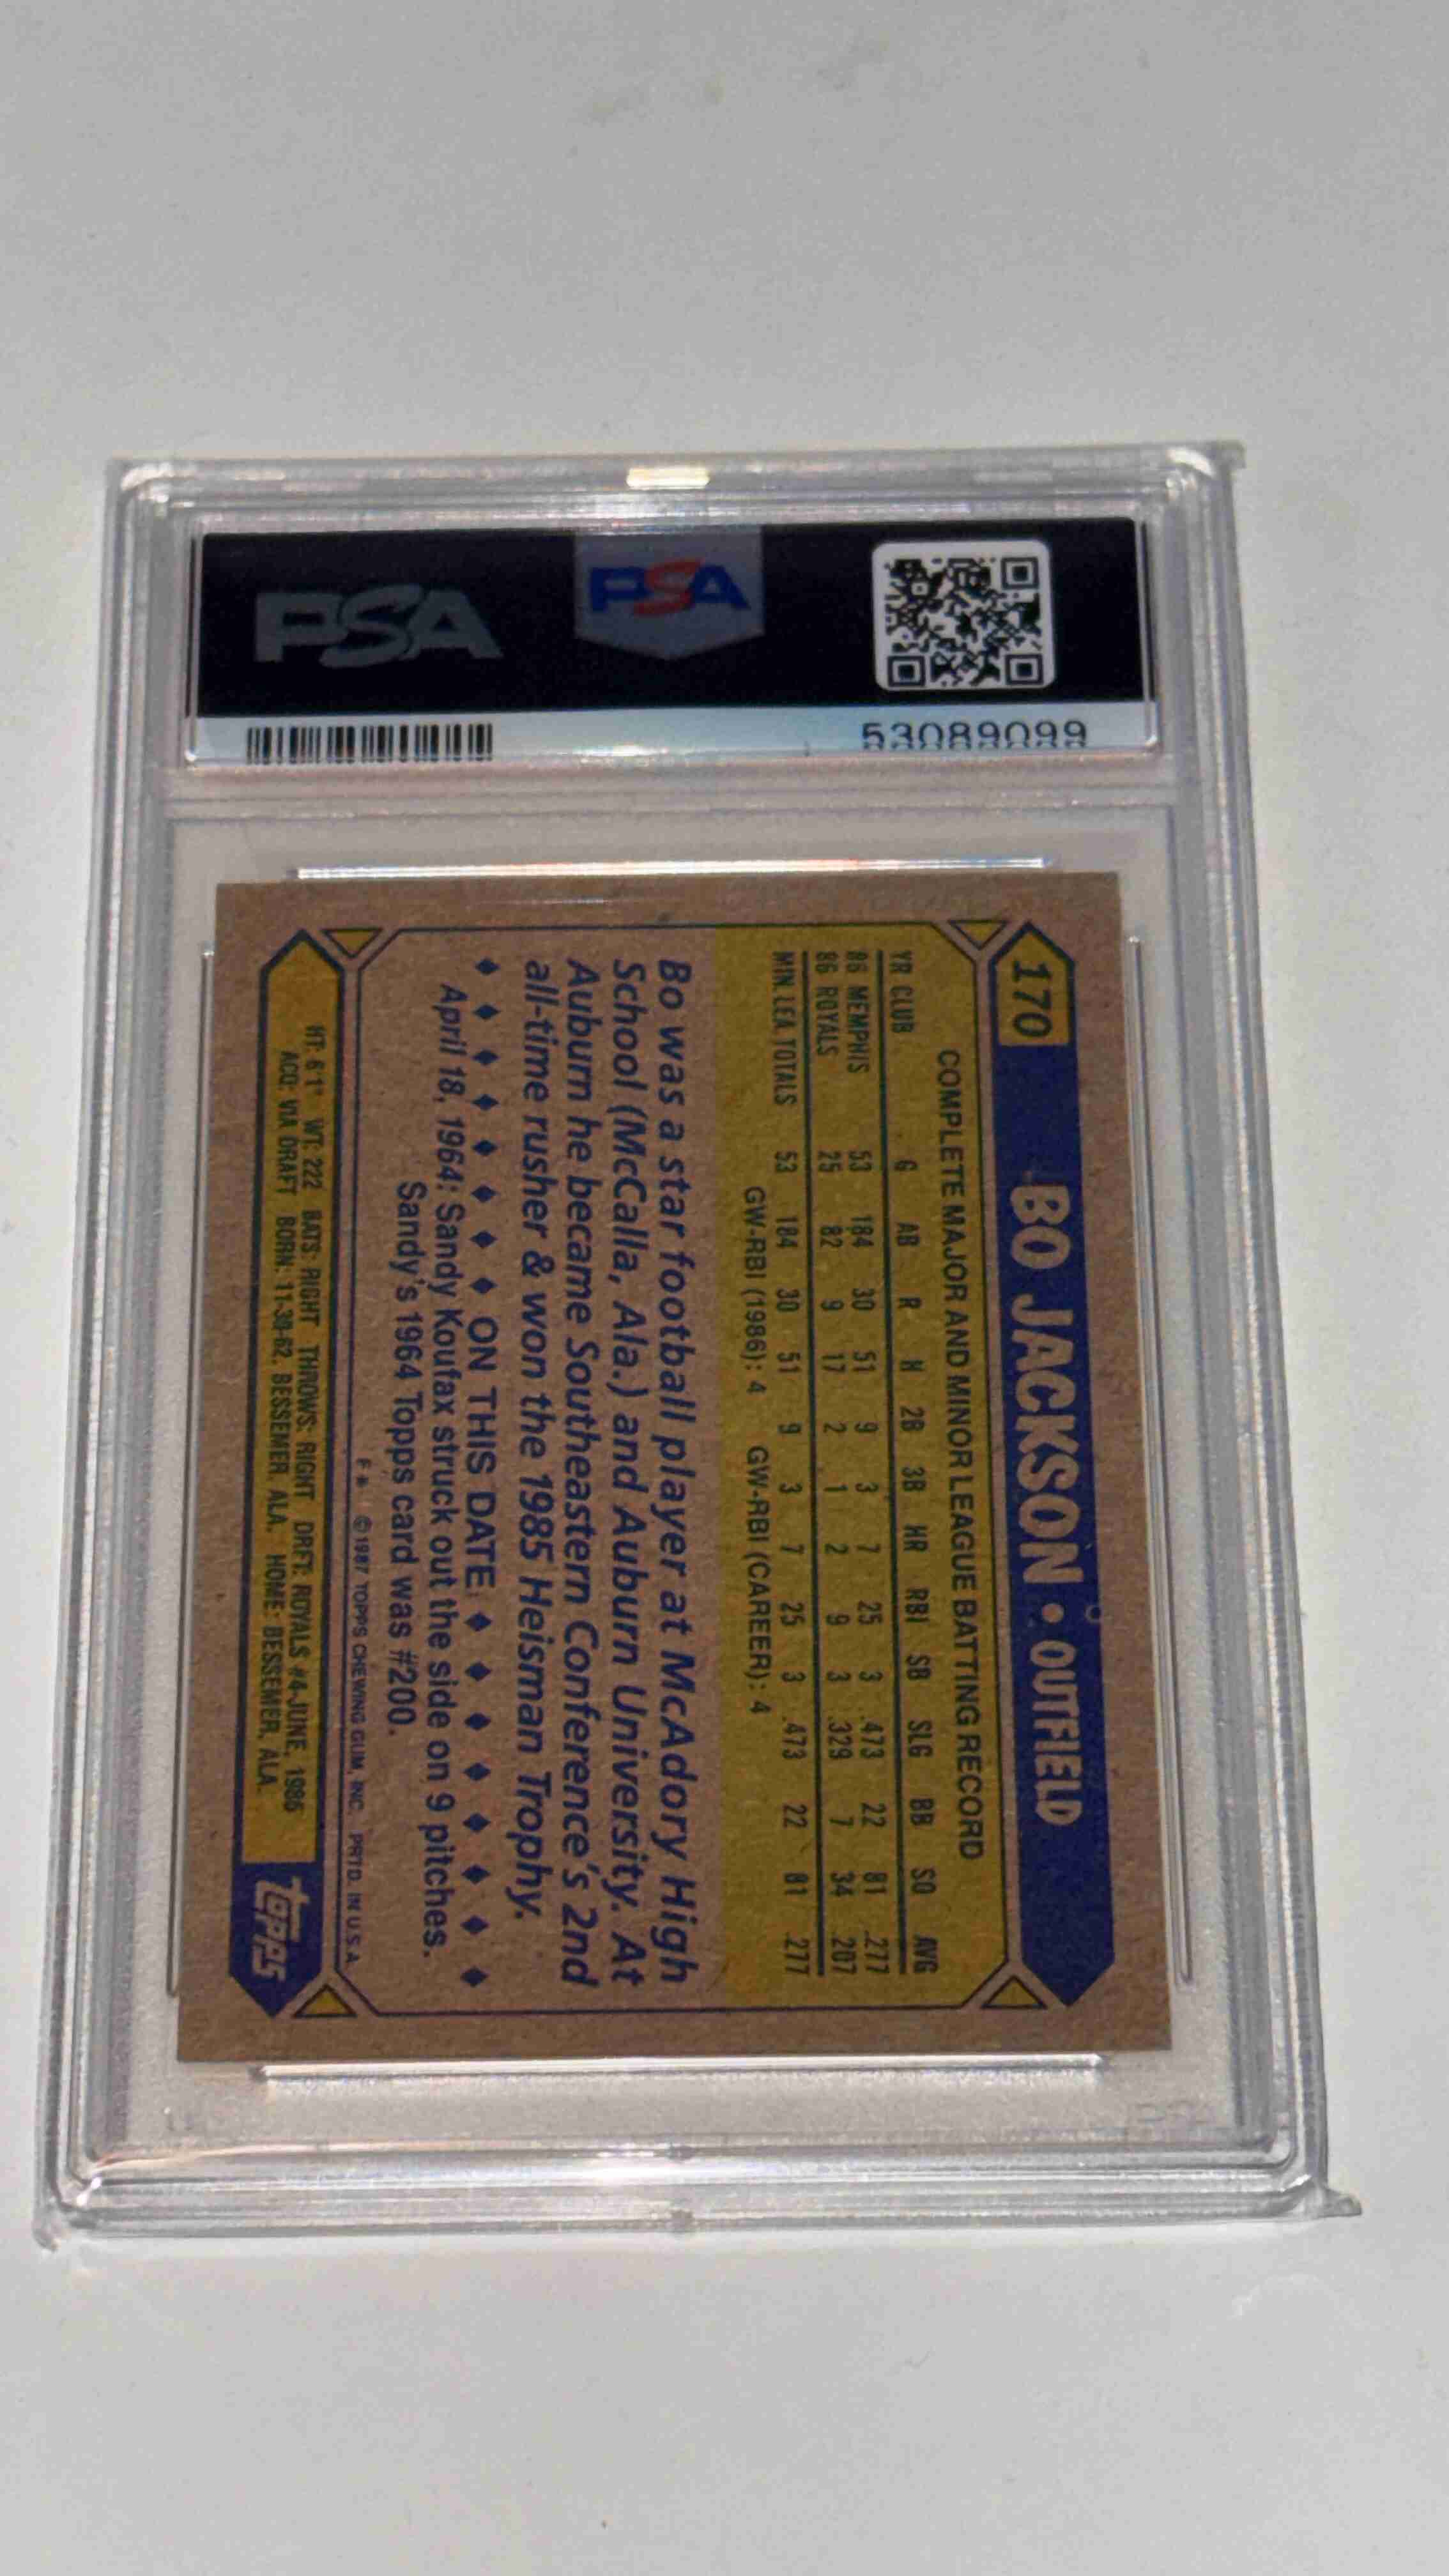 PSA
PSA
53089099
170 BO JACKSON • OUTFIELD
COMPLETE MAJOR AND MINOR LEAGUE BATTING RECORD
YR CLUB G AB R H 2B 3B HR RBI SB SLG BB SO AVG
86 MEMPHIS 53 184 30 51 9 3 7 25 3 .473 22 81 .277
86 ROYALS 25 82 9 17 2 1 2 9 3 .329 7 34 .207
MIN. LEA. TOTALS 53 184 30 51 9 3 7 25 3 .473 22 81 .277
GW-RBI (1986): 4 GW-RBI (CAREER): 4
Bo was a star football player at McAdory High
School (McCalla, Ala.) and Auburn University. At
Auburn he became Southeastern Conference's 2nd
all-time rusher & won the 1985 Heisman Trophy.
♦ ♦ ♦ ♦ ♦ ♦ ♦ ♦ ON THIS DATE ♦ ♦ ♦ ♦ ♦ ♦ ♦ ♦
April 18, 1964: Sandy Koufax struck out the side on 9 pitches.
Sandy's 1964 Topps card was #200.
F* ©1987 TOPPS CHEWING GUM, INC. PRTD. IN U.S.A.
HT: 6'1" WT: 222 BATS: RIGHT THROWS: RIGHT DRFT: ROYALS #4-JUNE, 1986
ACQ: VIA DRAFT BORN: 11-30-62, BESSEMER, ALA. HOME: BESSEMER, ALA.
topps